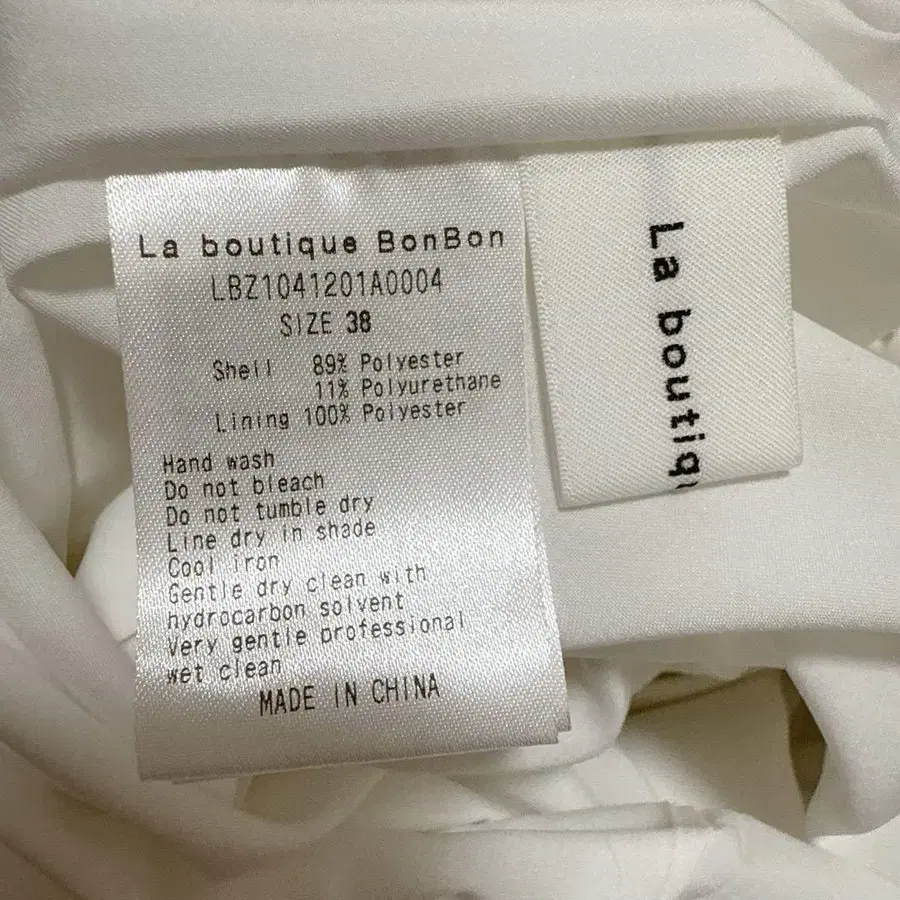 La boutique BonBon
LBZ1041201A0004
SIZE 38
Shell 89% Polyester
11% Polyurethane
Lining 100% Polyester
Hand wash
Do not bleach
Do not tumble dry
Line dry in shade
Cool iron
Gentle dry clean with
hydrocarbon solvent
Very gentle professional
wet clean
MADE IN CHINA
La boutiq